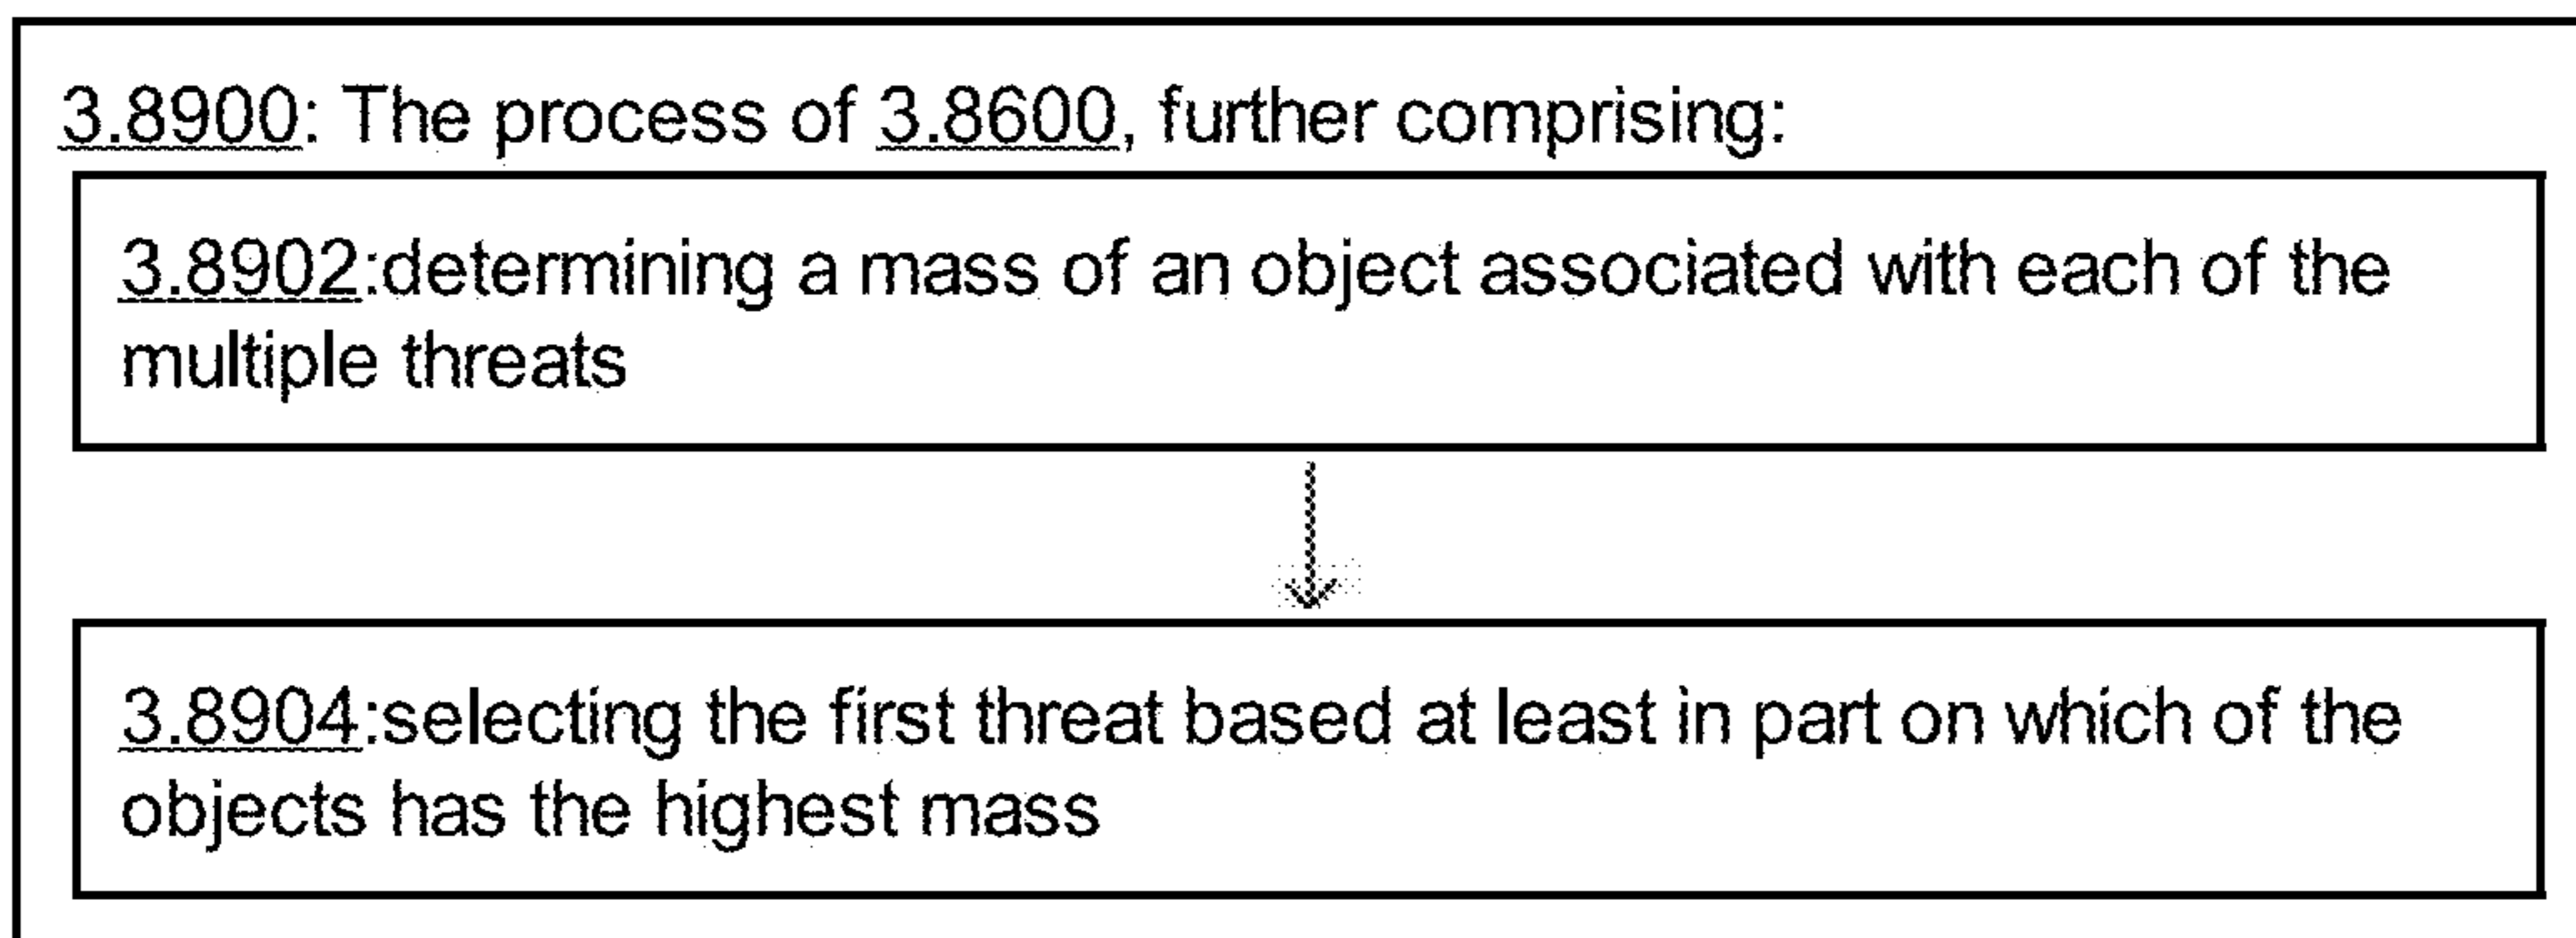 3.8900: The process of 3.8600, further comprising:
3.8902:determining a mass of an object associated with each of the
multiple threats
3.8904:selecting the first threat based at least in part on which of the
objects has the highest mass